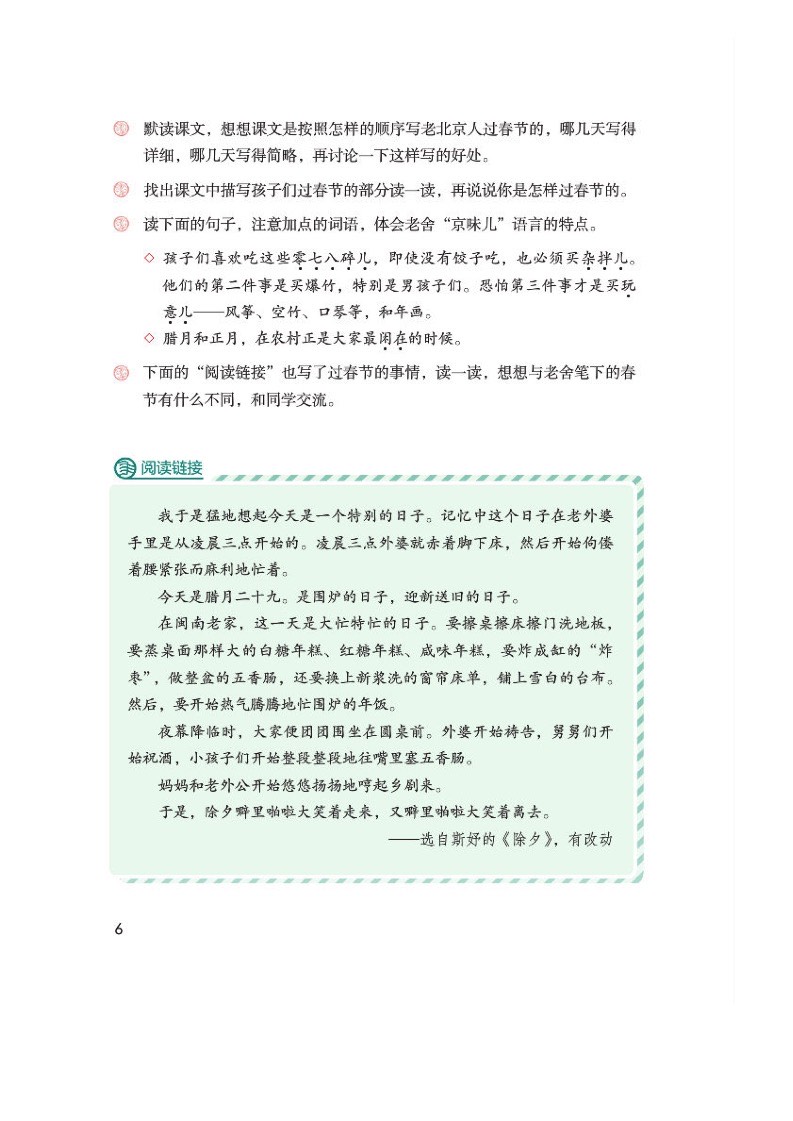 默读课文，想想课文是按照怎样的顺序写老北京人过春节的，哪几天写得
详细，哪几天写得简略，再讨论一下这样写的好处。
找出课文中描写孩子们过春节的部分读一读，再说说你是怎样过春节的。
读下面的句子，注意加点的词语，体会老舍“京味儿”语言的特点。
◇ 孩子们喜欢吃这些零七八碎儿，即使没有饺子吃，也必须买杂拌儿。
他们的第二件事是买爆竹，特别是男孩子们。恐怕第三件事才是买玩
意儿——风筝、空竹、口琴等，和年画。
◇ 腊月和正月，在农村正是大家最闲在的时候。
下面的“阅读链接”也写了过春节的事情，读一读，想想与老舍笔下的春
节有什么不同，和同学交流。
阅读链接
我于是猛地想起今天是一个特别的日子。记忆中这个日子在老外婆
手里是从凌晨三点开始的。凌晨三点外婆就赤着脚下床，然后开始佝偻
着腰紧张而麻利地忙着。
今天是腊月二十九。是围炉的日子，迎新送旧的日子。
在闽南老家，这一天是大忙特忙的日子。要擦桌擦床擦门洗地板，
要蒸桌面那样大的白糖年糕、红糖年糕、咸味年糕，要炸成缸的“炸
枣”，做整盆的五香肠，还要换上新浆洗的窗帘床单，铺上雪白的台布。
然后，要开始热气腾腾地忙围炉的年饭。
夜幕降临时，大家便团团围坐在圆桌前。外婆开始祷告，舅舅们开
始祝酒，小孩子们开始整段整段地往嘴里塞五香肠。
妈妈和老外公开始悠悠扬扬地哼起乡剧来。
于是，除夕噼里啪啦大笑着走来，又噼里啪啦大笑着离去。
——选自斯妤的《除夕》，有改动
6